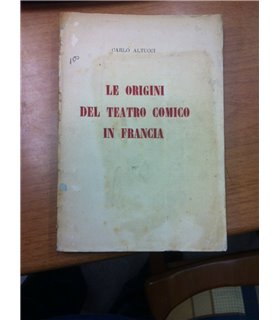 CARLO ALTUCCI
LE ORIGINI
DEL TEATRO COMICO
IN FRANCIA